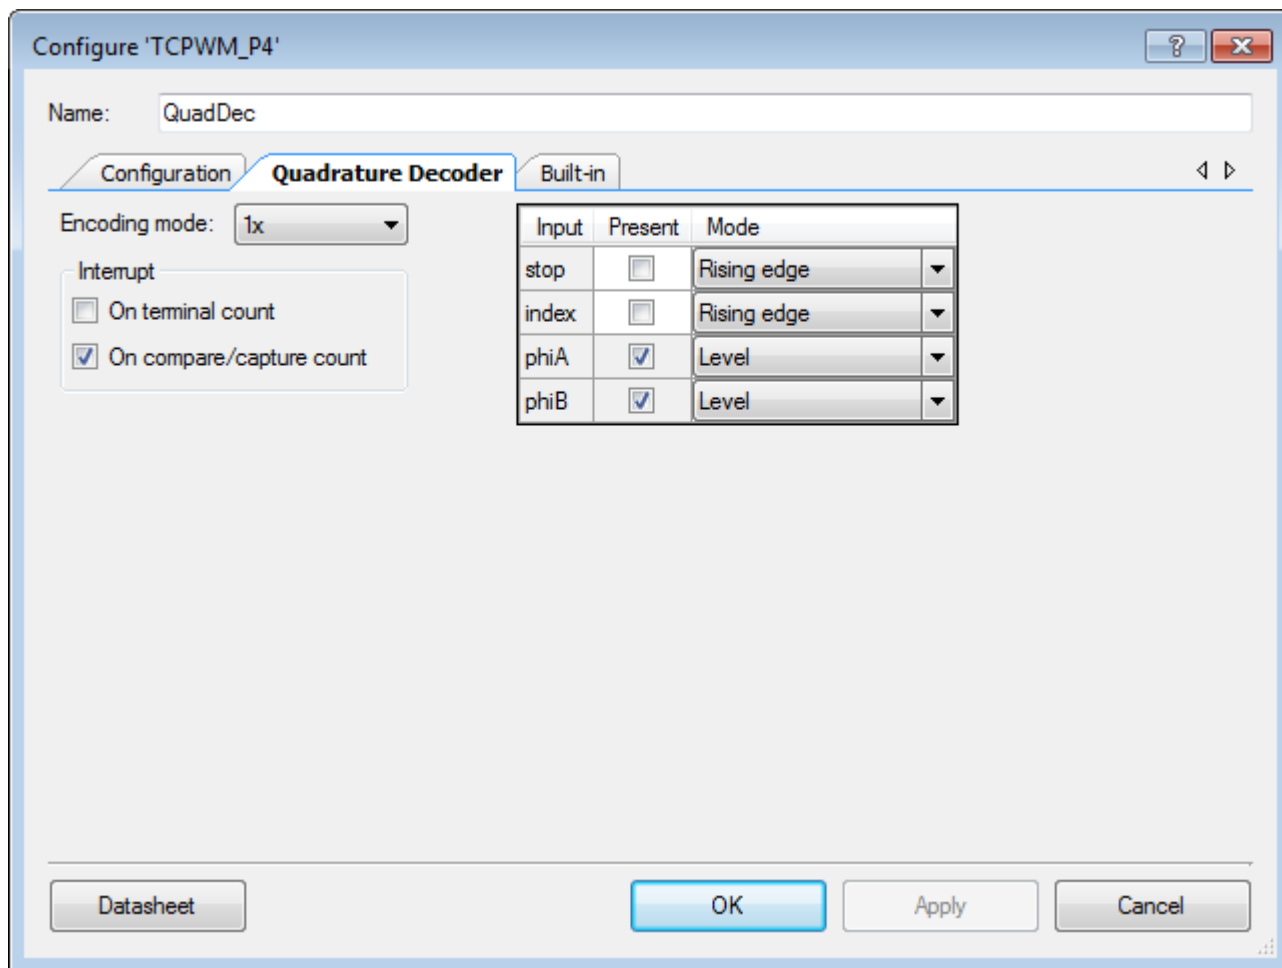 Configure 'TCPWM_P4'
Name: QuadDec
Configuration Quadrature Decoder Built-in
Encoding mode: 1x
Interrupt
On terminal count
On compare/capture count
Input Present Mode
stop Rising edge
index Rising edge
phiA Level
phiB Level
Datasheet OK Apply Cancel